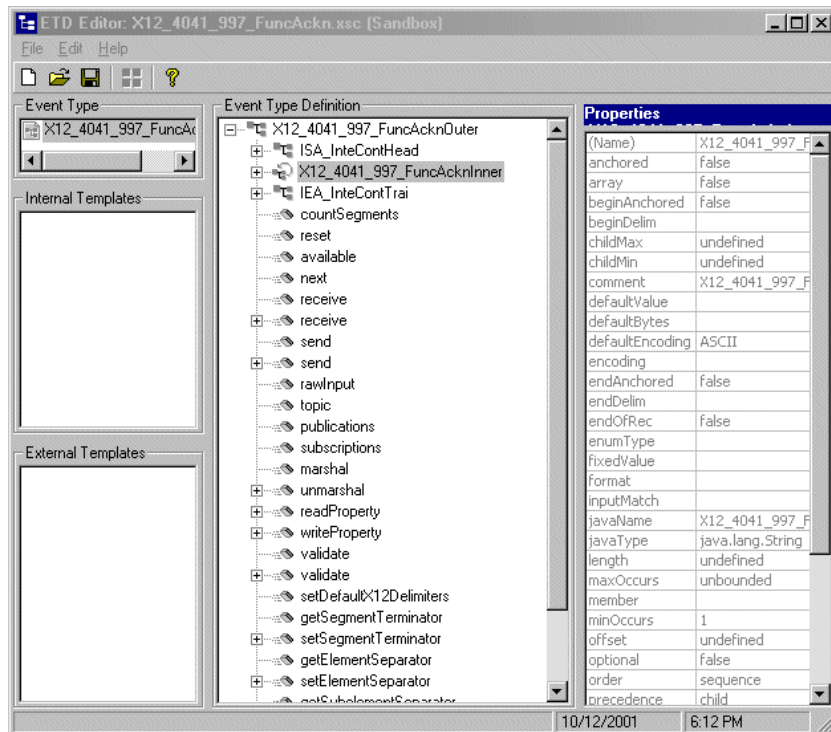 ETD Editor: X12_4041_997_FuncAckn.xsc (Sandbox)
File Edit Help
Event Type
X12_4041_997_FuncAc
Internal Templates
External Templates
Event Type Definition
X12_4041_997_FuncAcknOuter
ISA_InteContHead
X12_4041_997_FuncAcknInner
IEA_InteContTrai
countSegments
reset
available
next
receive
receive
send
send
rawInput
topic
publications
subscriptions
marshal
unmarshal
readProperty
writeProperty
validate
validate
setDefaultX12Delimiters
getSegmentTerminator
setSegmentTerminator
getElementSeparator
setElementSeparator
getSubelementSeparator
Properties
(Name) X12_4041_997_F
anchored false
array false
beginAnchored false
beginDelim
childMax undefined
childMin undefined
comment X12_4041_997_F
defaultValue
defaultBytes
defaultEncoding ASCII
encoding
endAnchored false
endDelim
endOfRec false
enumType
fixedValue
format
inputMatch
javaName X12_4041_997_F
javaType java.lang.String
length undefined
maxOccurs unbounded
member
minOccurs 1
offset undefined
optional false
order sequence
precedence child
10/12/2001 6:12 PM